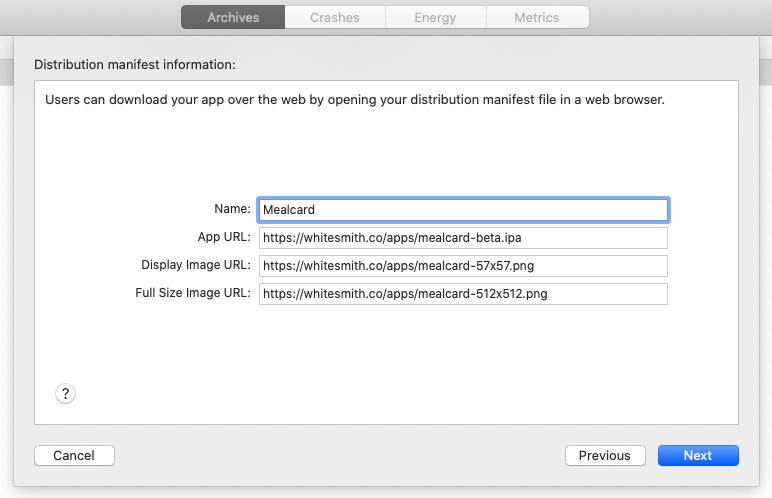 Archives Crashes Energy Metrics
Distribution manifest information:
Users can download your app over the web by opening your distribution manifest file in a web browser.
Name: Mealcard
App URL: https://whitesmith.co/apps/mealcard-beta.ipa
Display Image URL: https://whitesmith.co/apps/mealcard-57x57.png
Full Size Image URL: https://whitesmith.co/apps/mealcard-512x512.png
?
Cancel Previous Next